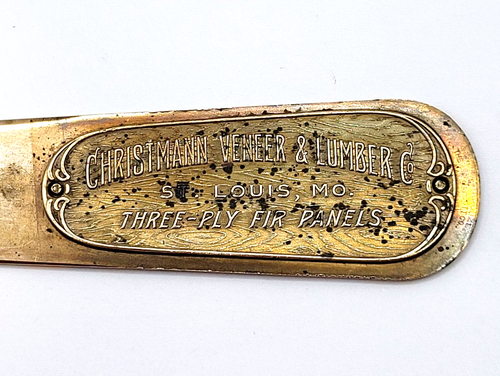 CHRISTMANN VENEER & LUMBER CO
ST. LOUIS, MO.
THREE-PLY FIR PANELS